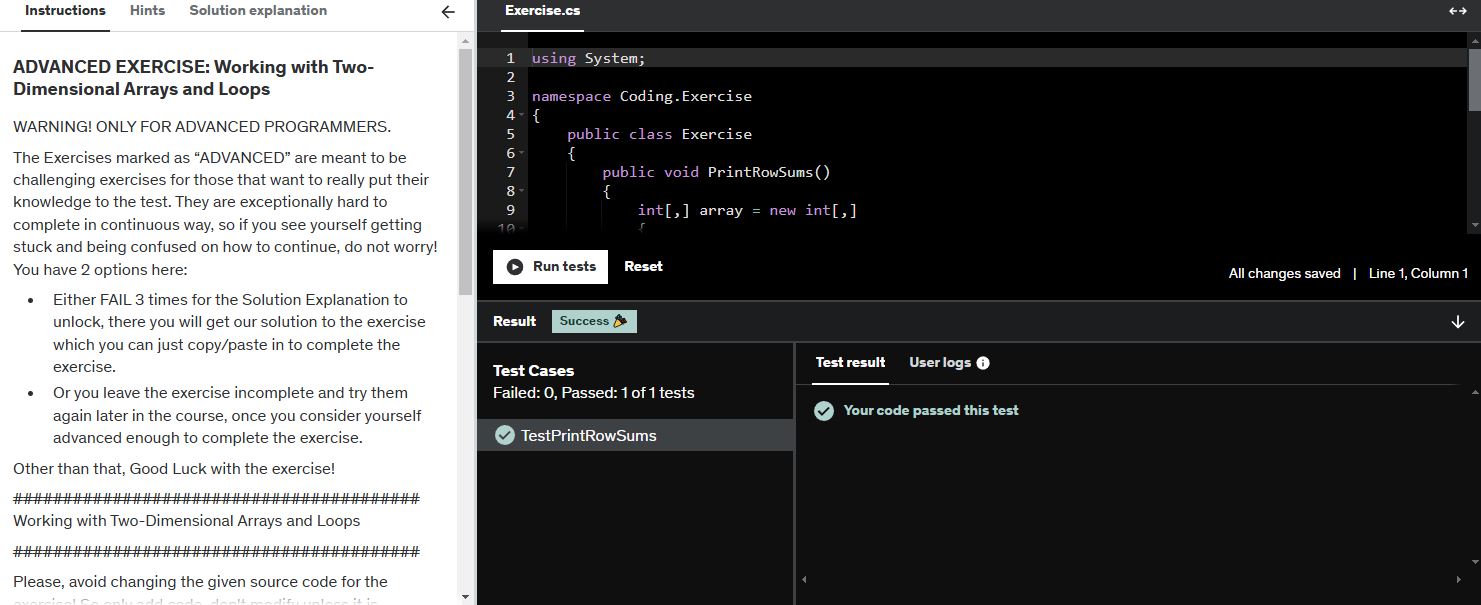 Instructions Hints Solution explanation
ADVANCED EXERCISE: Working with Two-
Dimensional Arrays and Loops
WARNING! ONLY FOR ADVANCED PROGRAMMERS.
The Exercises marked as “ADVANCED” are meant to be
challenging exercises for those that want to really put their
knowledge to the test. They are exceptionally hard to
complete in continuous way, so if you see yourself getting
stuck and being confused on how to continue, do not worry!
You have 2 options here:
• Either FAIL 3 times for the Solution Explanation to
unlock, there you will get our solution to the exercise
which you can just copy/paste in to complete the
exercise.
• Or you leave the exercise incomplete and try them
again later in the course, once you consider yourself
advanced enough to complete the exercise.
Other than that, Good Luck with the exercise!
##########################################
Working with Two-Dimensional Arrays and Loops
##########################################
Please, avoid changing the given source code for the
exercise! So only add code, don't modify unless it is
Exercise.cs
1 using System;
2
3 namespace Coding.Exercise
4 {
5 public class Exercise
6 {
7 public void PrintRowSums()
8 {
9 int[,] array = new int[,]
10 {
Run tests Reset
All changes saved | Line 1, Column 1
Result Success
Test Cases
Failed: 0, Passed: 1 of 1 tests
TestPrintRowSums
Test result User logs
Your code passed this test